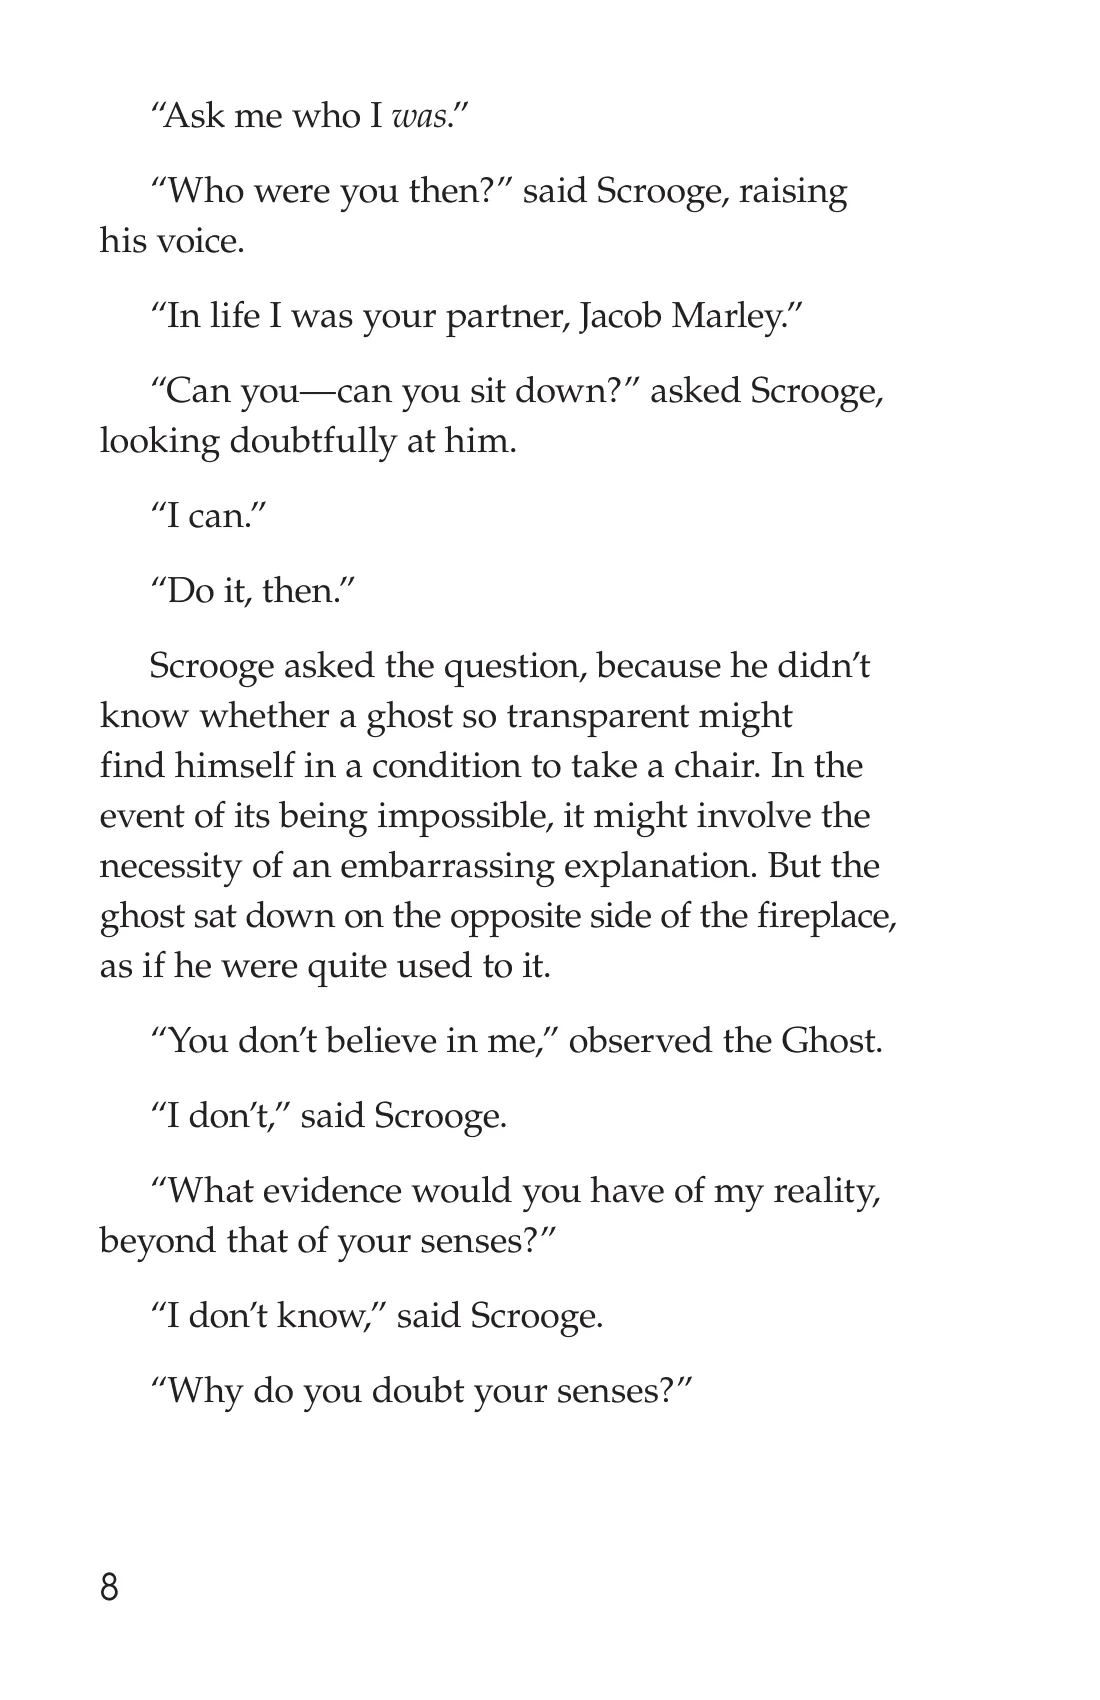 “Ask me who I was.”
“Who were you then?” said Scrooge, raising
his voice.
“In life I was your partner, Jacob Marley.”
“Can you—can you sit down?” asked Scrooge,
looking doubtfully at him.
“I can.”
“Do it, then.”
Scrooge asked the question, because he didn’t
know whether a ghost so transparent might
find himself in a condition to take a chair. In the
event of its being impossible, it might involve the
necessity of an embarrassing explanation. But the
ghost sat down on the opposite side of the fireplace,
as if he were quite used to it.
“You don’t believe in me,” observed the Ghost.
“I don’t,” said Scrooge.
“What evidence would you have of my reality,
beyond that of your senses?”
“I don’t know,” said Scrooge.
“Why do you doubt your senses?”
8